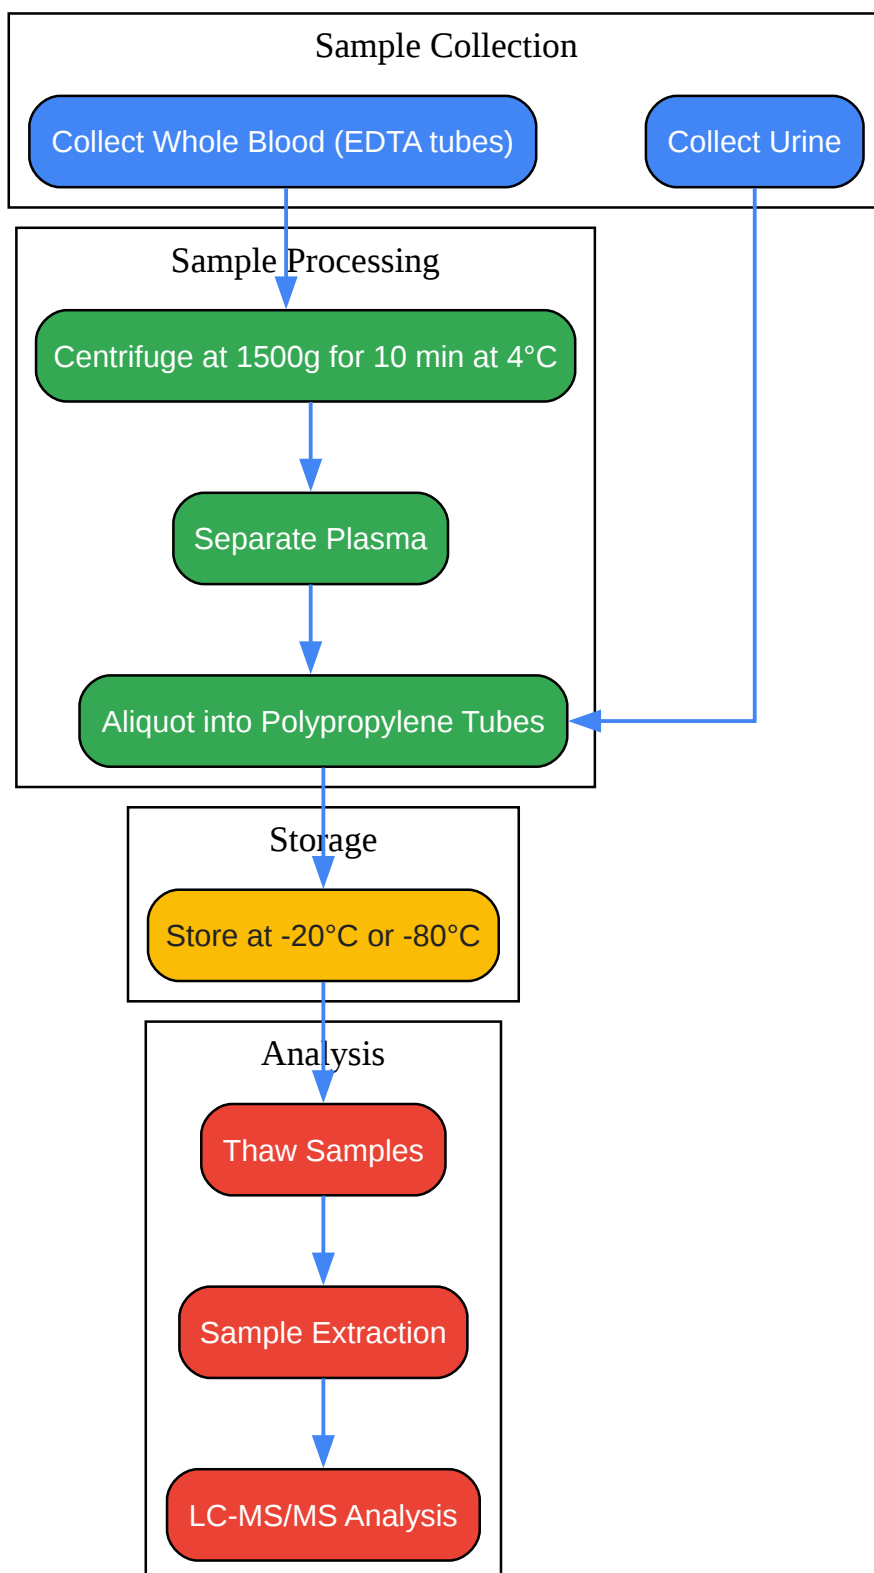 Sample Collection
Collect Whole Blood (EDTA tubes)
Collect Urine
Sample Processing
Centrifuge at 1500g for 10 min at 4°C
Separate Plasma
Aliquot into Polypropylene Tubes
Storage
Store at -20°C or -80°C
Analysis
Thaw Samples
Sample Extraction
LC-MS/MS Analysis